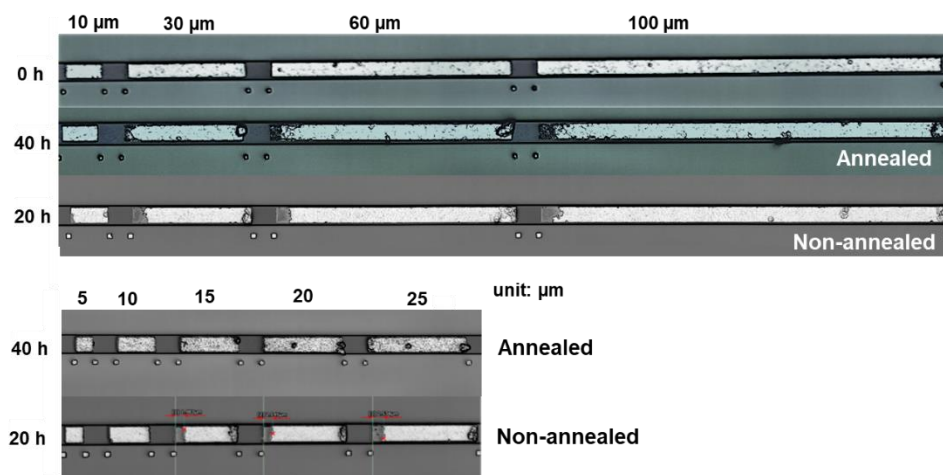 10 µm 30 µm 60 µm 100 µm
0 h
40 h
Annealed
20 h
Non-annealed
5 10 15 20 25 unit: µm
40 h Annealed
20 h Non-annealed